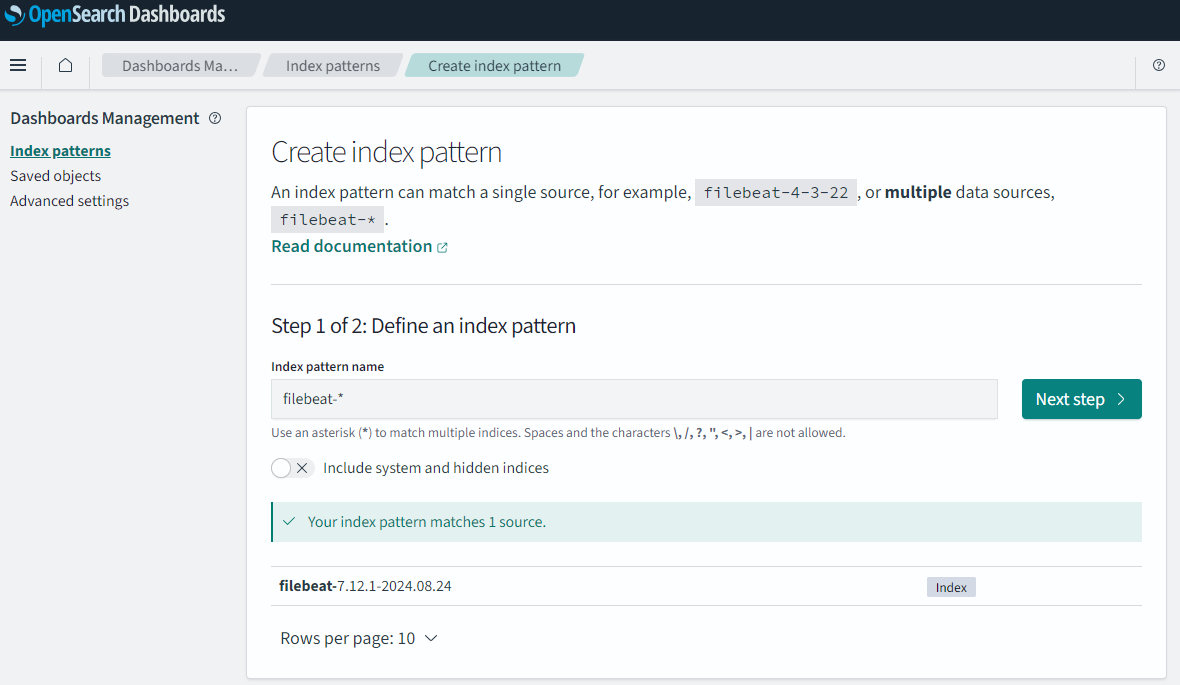 OpenSearch Dashboards
Dashboards Ma…
Index patterns
Create index pattern
Dashboards Management
Index patterns
Saved objects
Advanced settings
Create index pattern
An index pattern can match a single source, for example, filebeat-4-3-22 , or multiple data sources,
filebeat-* .
Read documentation
Step 1 of 2: Define an index pattern
Index pattern name
filebeat-*
Next step
Use an asterisk (*) to match multiple indices. Spaces and the characters \, /, ?, ", <, >, | are not allowed.
Include system and hidden indices
Your index pattern matches 1 source.
filebeat-7.12.1-2024.08.24
Index
Rows per page: 10